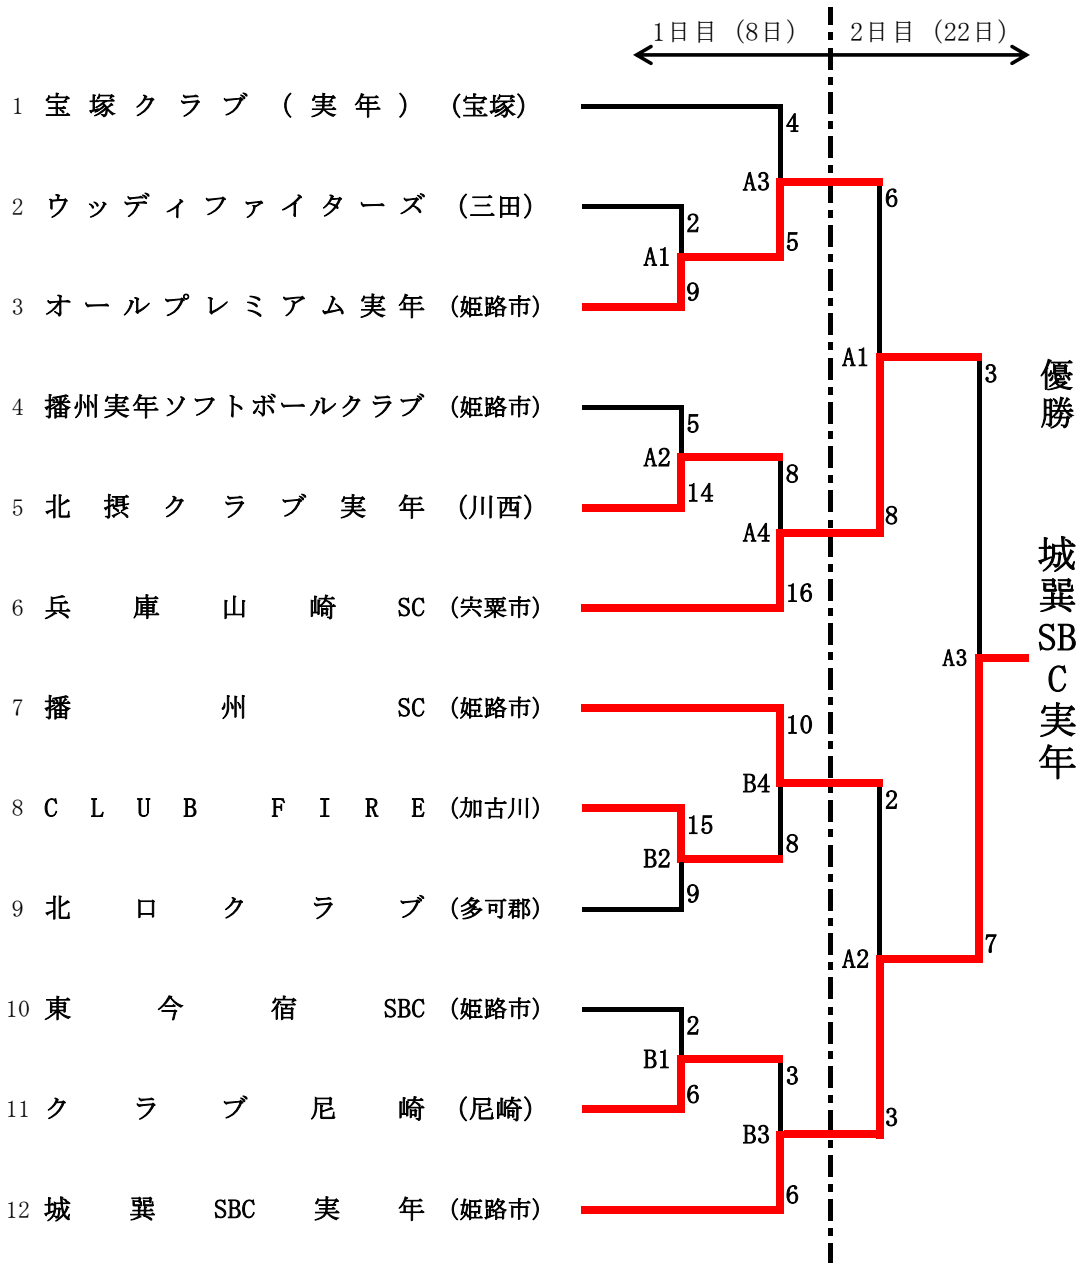 1日目（8日） 2日目（22日）
1 宝塚クラブ（実年） （宝塚）
4
A3 6
2 ウッディファイターズ （三田）
2
5
A1
9
3 オールプレミアム実年 （姫路市）
A1 3
4 播州実年ソフトボールクラブ （姫路市）
5
A2 8
14
5 北摂クラブ実年 （川西）
8
A4
16
6 兵庫山崎SC （宍粟市）
A3
7 播州SC （姫路市）
10
B4 2
8 CLUB FIRE （加古川）
15
8
B2
9
9 北ロクラブ （多可郡）
7
A2
10 東今宿SBC （姫路市）
2
B1 3
6
11 クラブ尼崎 （尼崎）
3
B3
6
12 城巽SBC実年 （姫路市）
優勝
城巽SBC実年